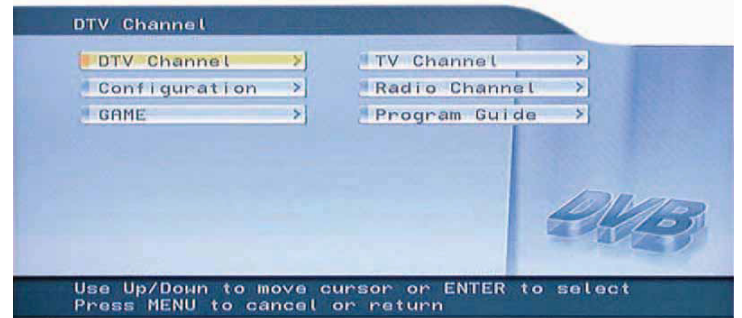 DTV Channel
DTV Channel >
Configuration >
GAME >
TV Channel >
Radio Channel >
Program Guide >
DVB
Use Up/Down to move cursor or ENTER to select
Press MENU to cancel or return